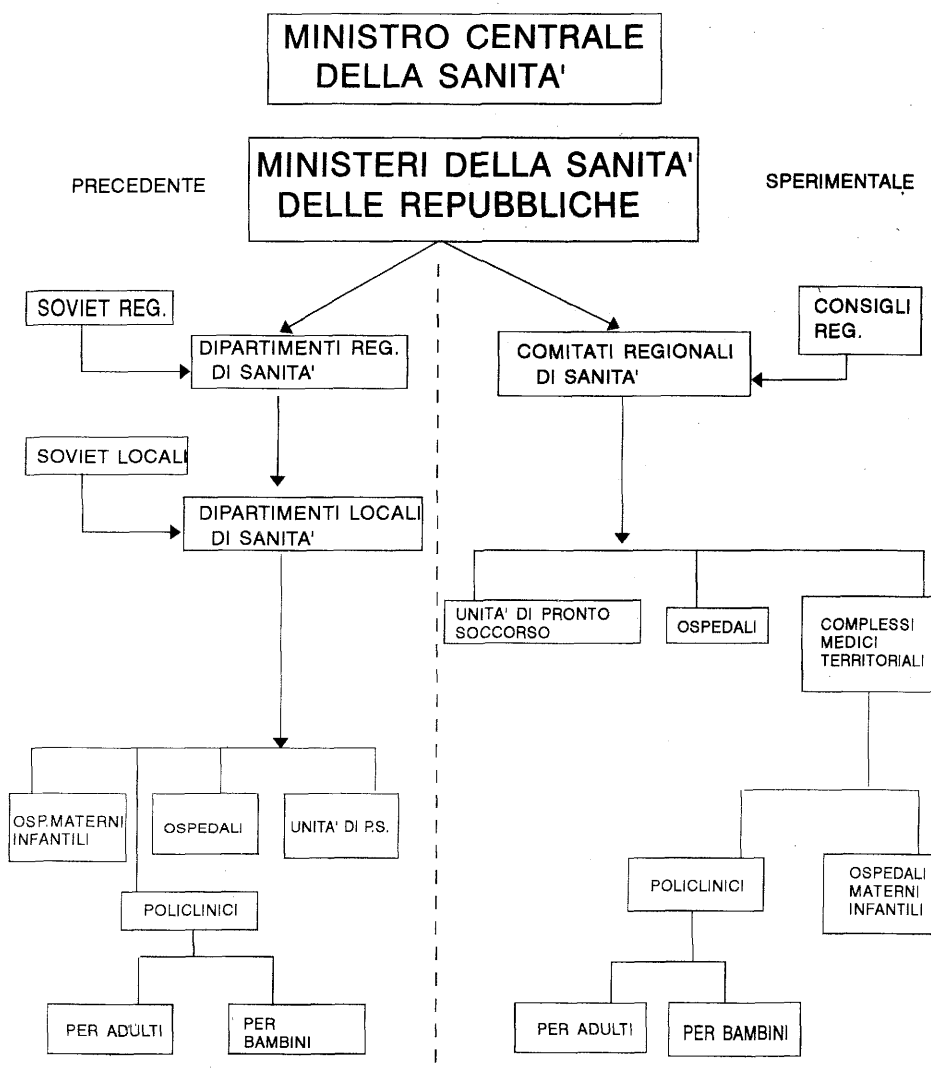 MINISTRO CENTRALE
DELLA SANITA'
MINISTERI DELLA SANITA'
DELLE REPUBBLICHE
PRECEDENTE
SPERIMENTALE
SOVIET REG.
CONSIGLI
REG.
DIPARTIMENTI REG.
DI SANITA'
COMITATI REGIONALI
DI SANITA'
SOVIET LOCALI
DIPARTIMENTI LOCALI
DI SANITA'
UNITA' DI PRONTO
SOCCORSO
OSPEDALI
COMPLESSI
MEDICI
TERRITORIALI
OSP.MATERNI
INFANTILI
OSPEDALI
UNITA' DI P.S.
POLICLINICI
POLICLINICI
OSPEDALI
MATERNI
INFANTILI
PER ADULTI
PER
BAMBINI
PER ADULTI
PER BAMBINI